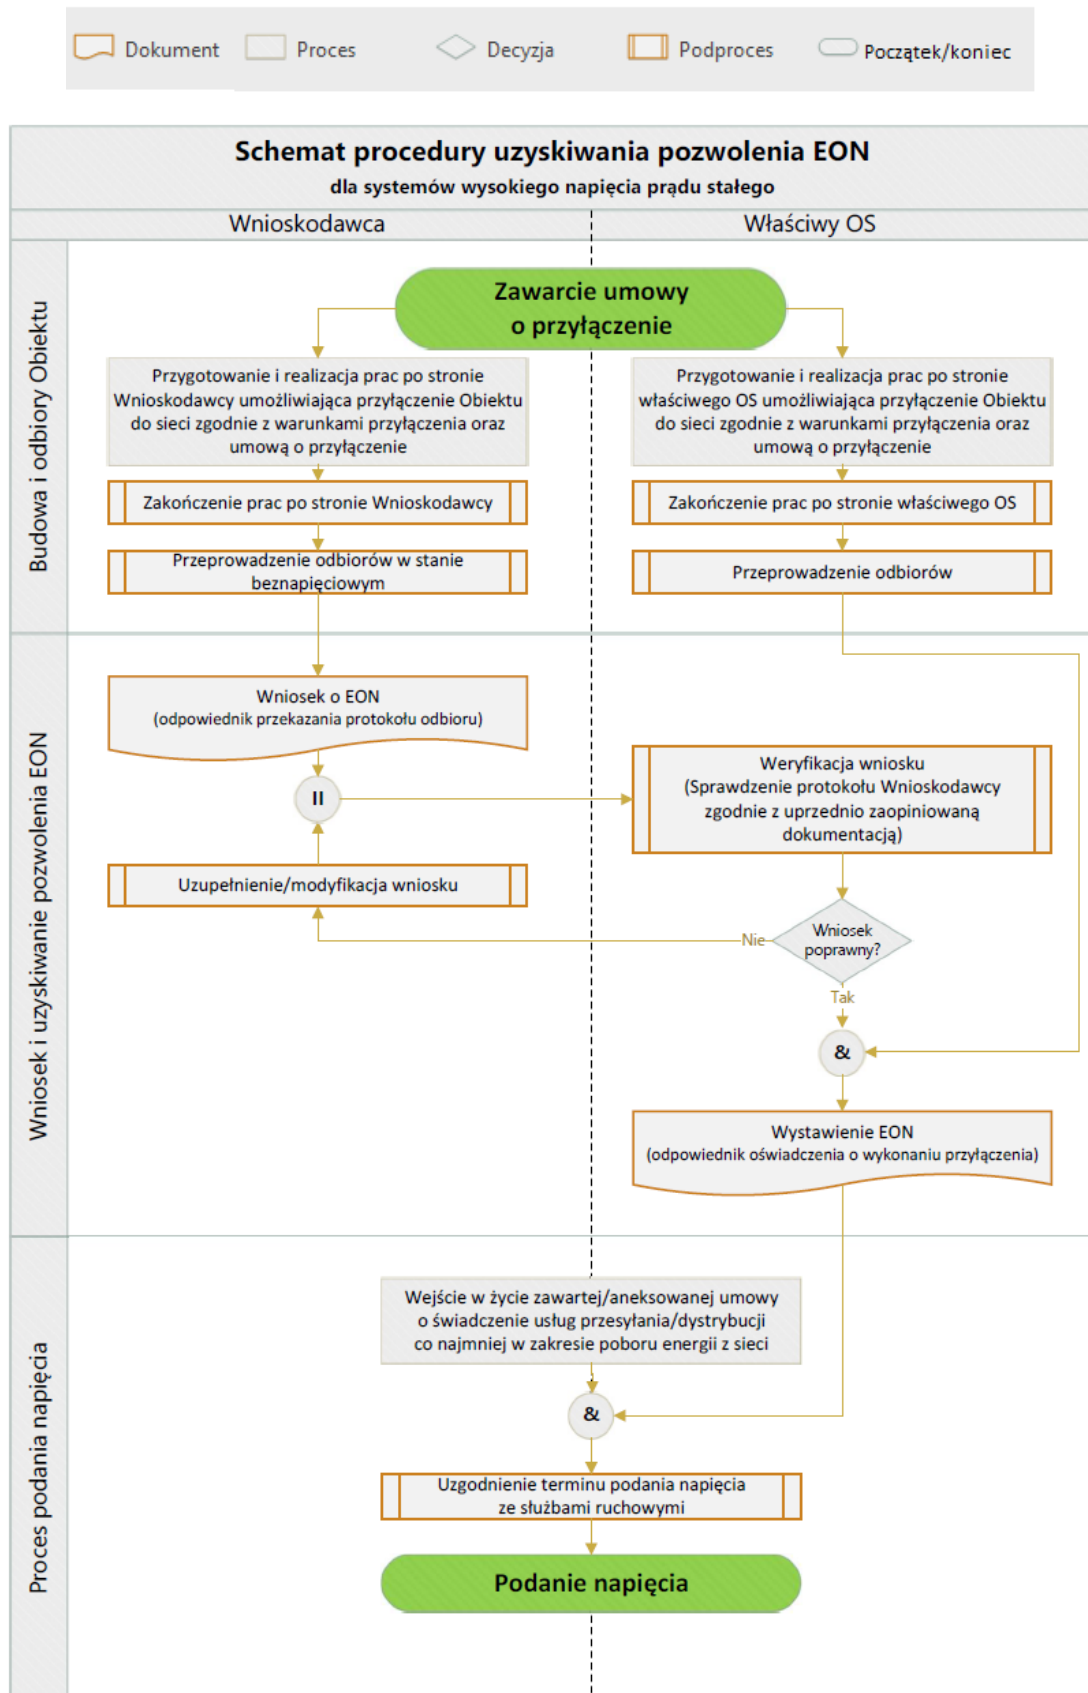 Dokument
Proces
Decyzja
Podproces
Początek/koniec
Schemat procedury uzyskiwania pozwolenia EON
dla systemów wysokiego napięcia prądu stałego
Wnioskodawca
Właściwy OS
Budowa i odbiory Obiektu
Zawarcie umowy
o przyłączenie
Przygotowanie i realizacja prac po stronie
Wnioskodawcy umożliwiająca przyłączenie Obiektu
do sieci zgodnie z warunkami przyłączenia oraz
umową o przyłączenie
Przygotowanie i realizacja prac po stronie
właściwego OS umożliwiająca przyłączenie Obiektu
do sieci zgodnie z warunkami przyłączenia oraz
umową o przyłączenie
Zakończenie prac po stronie Wnioskodawcy
Zakończenie prac po stronie właściwego OS
Przeprowadzenie odbiorów w stanie
beznapięciowym
Przeprowadzenie odbiorów
Wniosek i uzyskiwanie pozwolenia EON
Wniosek o EON
(odpowiednik przekazania protokołu odbioru)
II
Weryfikacja wniosku
(Sprawdzenie protokołu Wnioskodawcy
zgodnie z uprzednio zaopiniowaną
dokumentacją)
Uzupełnienie/modyfikacja wniosku
Nie
Wniosek
poprawny?
Tak
&
Wystawienie EON
(odpowiednik oświadczenia o wykonaniu przyłączenia)
Proces podania napięcia
Wejście w życie zawartej/aneksowanej umowy
o świadczenie usług przesyłania/dystrybucji
co najmniej w zakresie poboru energii z sieci
&
Uzgodnienie terminu podania napięcia
ze służbami ruchowymi
Podanie napięcia